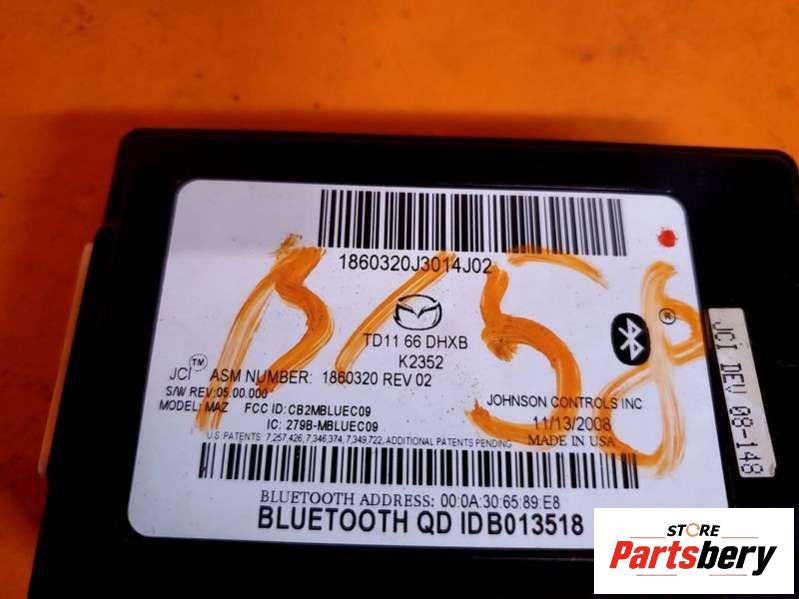 1860320J3014J02
TD11 66 DHXB
K2352
JCI™ ASM NUMBER: 1860320 REV 02
S/W REV:05.00.000
MODEL: MAZ FCC ID: CB2MBLUEC09
IC: 279B-MBLUEC09
U.S. PATENTS 7,257,426, 7,346,374, 7,349,722, ADDITIONAL PATENTS PENDING
JOHNSON CONTROLS INC
11/13/2008
MADE IN USA
BLUETOOTH ADDRESS: 00:0A:30:65:89:E8
BLUETOOTH QD ID B013518
B258
JCI DEV 08-148
STORE
Partsbery